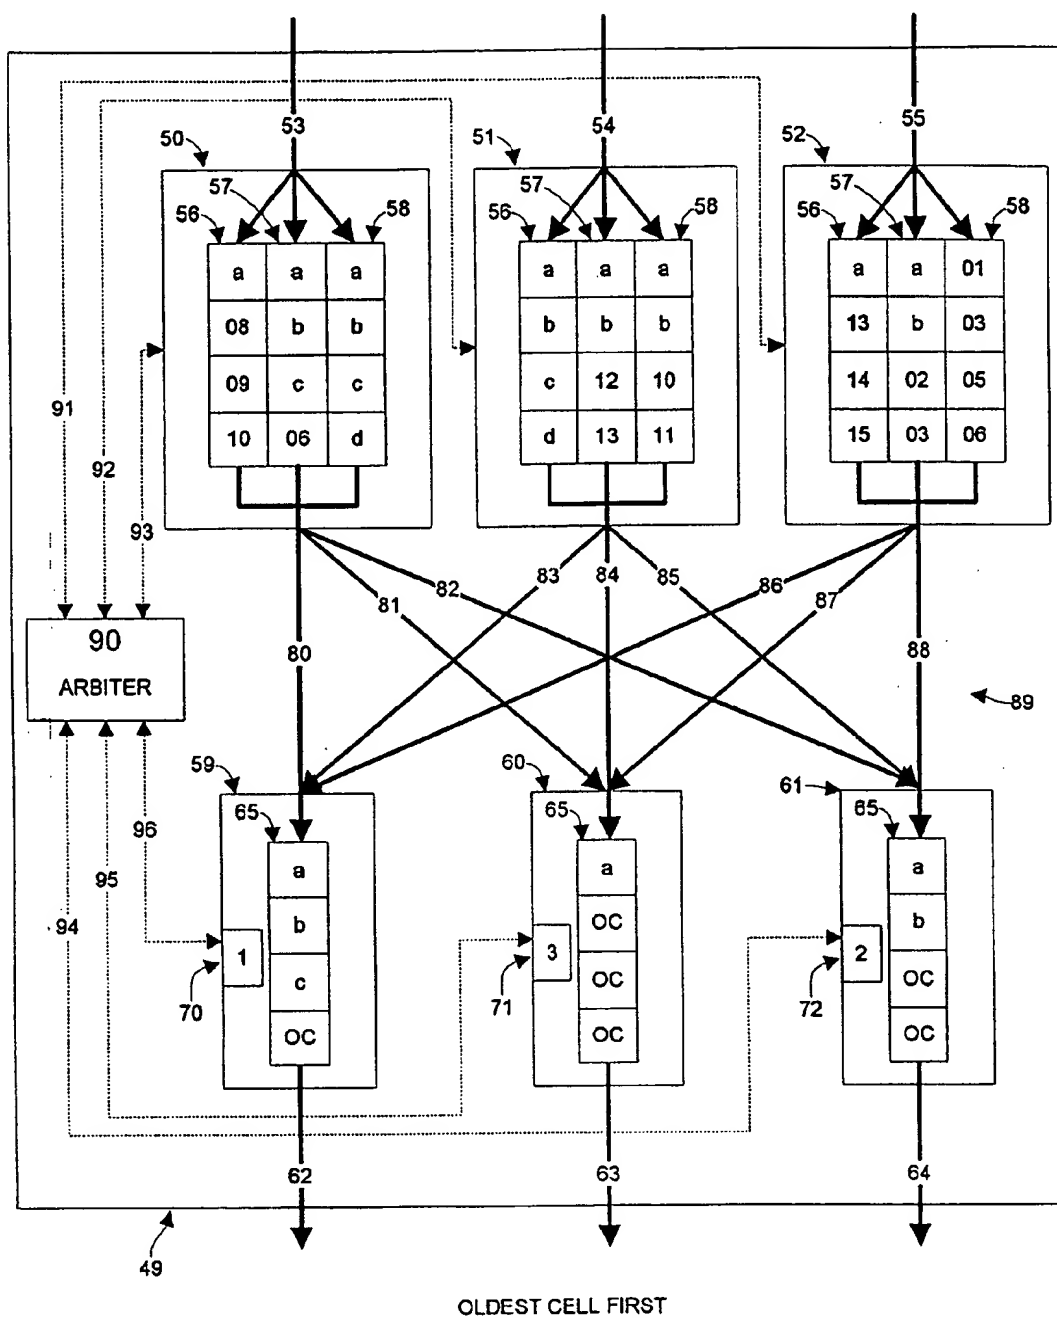 53 54 55
50 51 52
57 57 57
56 58 56 58 56 58
a a a a a a a a 01
08 b b b b b 13 b 03
09 c c c 12 10 14 02 05
10 06 d d 13 11 15 03 06
91
92
93
83 84 85 86
82
81 87
90
ARBITER
80 88
89
59 60 61
65 65 65
96
95
94
a a a
b OC b
1 3 2
c OC OC
70 71 72
OC OC OC
62 63 64
49
OLDEST CELL FIRST